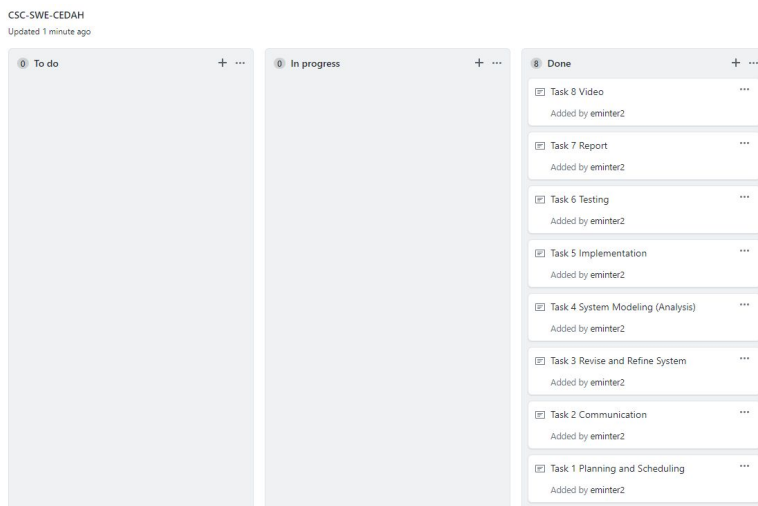 CSC-SWE-CEDAH
Updated 1 minute ago
0 To do
0 In progress
8 Done
Task 8 Video
Added by eminter2
Task 7 Report
Added by eminter2
Task 6 Testing
Added by eminter2
Task 5 Implementation
Added by eminter2
Task 4 System Modeling (Analysis)
Added by eminter2
Task 3 Revise and Refine System
Added by eminter2
Task 2 Communication
Added by eminter2
Task 1 Planning and Scheduling
Added by eminter2